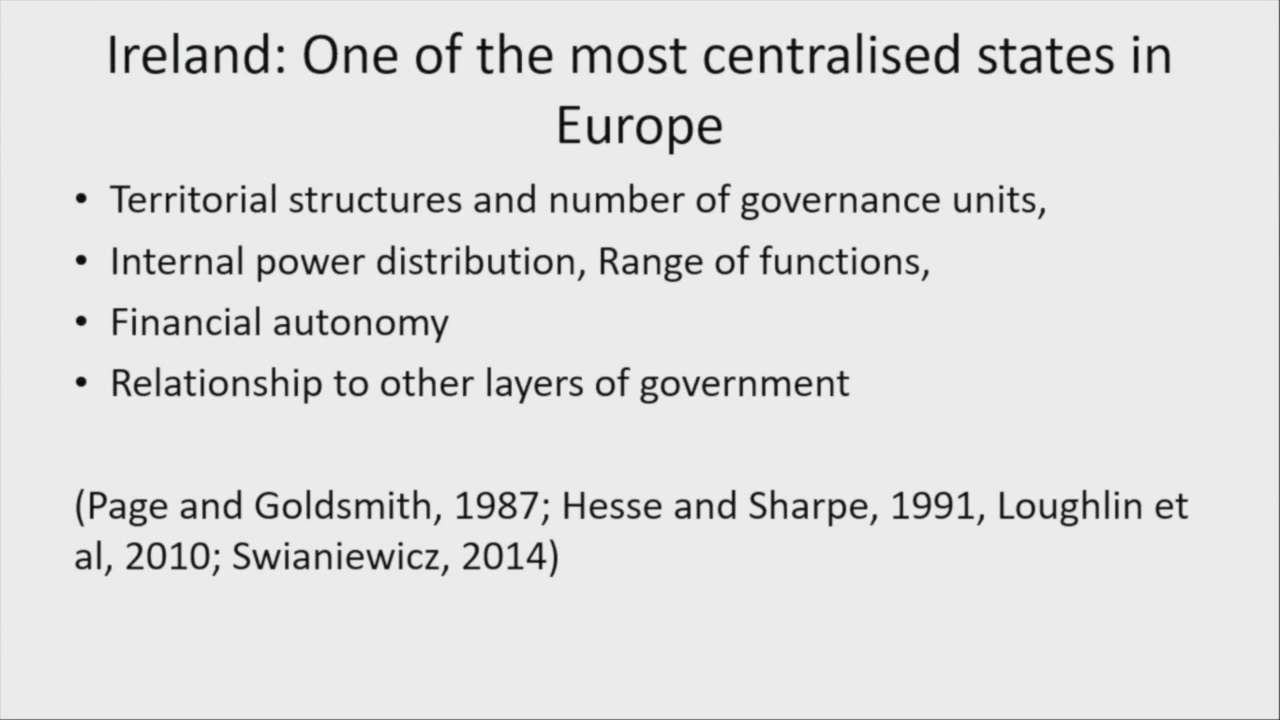 Ireland: One of the most centralised states in
Europe
• Territorial structures and number of governance units,
• Internal power distribution, Range of functions,
• Financial autonomy
• Relationship to other layers of government
(Page and Goldsmith, 1987; Hesse and Sharpe, 1991, Loughlin et
al, 2010; Swianiewicz, 2014)